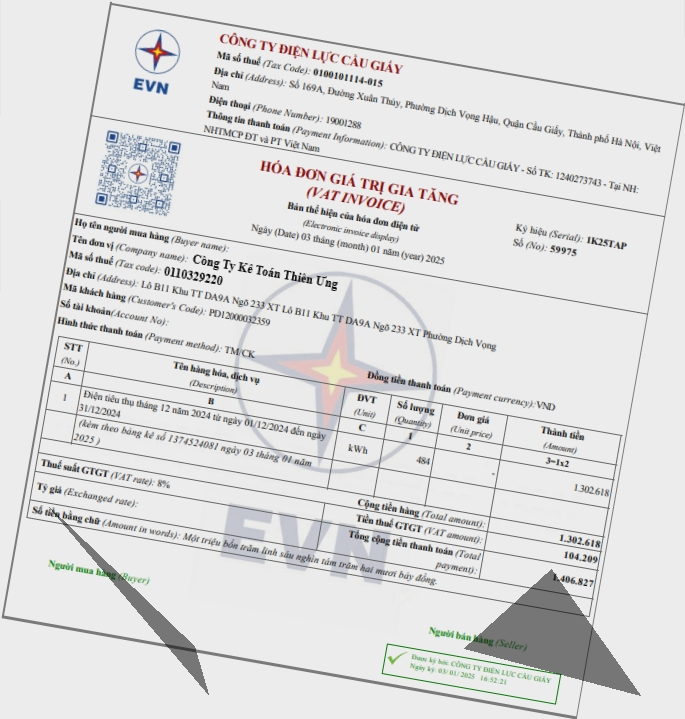 CÔNG TY ĐIỆN LỰC CẦU GIẤY
Mã số thuế (Tax Code): 0100101114-015
Địa chỉ (Address): Số 169A, Đường Xuân Thủy, Phường Dịch Vọng Hậu, Quận Cầu Giấy, Thành phố Hà Nội, Việt
Nam
Điện thoại (Phone Number): 19001288
Thông tin thanh toán (Payment Information): CÔNG TY ĐIỆN LỰC CẦU GIẤY - Số TK: 1240273743 - Tại NH:
NHTMCP ĐT và PT Việt Nam
EVN
HÓA ĐƠN GIÁ TRỊ GIA TĂNG
(VAT INVOICE)
Bản thể hiện của hóa đơn điện tử
(Electronic invoice display)
Ngày (Date) 03 tháng (month) 01 năm (year) 2025
Ký hiệu (Serial): 1K25TAP
Số (No): 59975
Họ tên người mua hàng (Buyer name):
Tên đơn vị (Company name): Công Ty Kế Toán Thiên Ưng
Mã số thuế (Tax code): 0110329220
Địa chỉ (Address): Lô B11 Khu TT DA9A Ngõ 233 XT Lô B11 Khu TT DA9A Ngõ 233 XT Phường Dịch Vọng
Mã khách hàng (Customer's Code): PD12000032359
Số tài khoản(Account No):
Hình thức thanh toán (Payment method): TM/CK
Đồng tiền thanh toán (Payment currency):VND
STT (No.) Tên hàng hóa, dịch vụ (Description) ĐVT (Unit) Số lượng (Quantity) Đơn giá (Unit price) Thành tiền (Amount)
A B C 1 2 3=1x2
1 Điện tiêu thụ tháng 12 năm 2024 từ ngày 01/12/2024 đến ngày
31/12/2024 kWh 484 - 1.302.618
(kèm theo bảng kê số 1374524081 ngày 03 tháng 01 năm
2025 )
Cộng tiền hàng (Total amount): 1.302.618
Thuế suất GTGT (VAT rate): 8% Tiền thuế GTGT (VAT amount): 104.209
Tỷ giá (Exchanged rate): Tổng cộng tiền thanh toán (Total
payment): 1.406.827
Số tiền bằng chữ (Amount in words): Một triệu bốn trăm linh sáu nghìn tám trăm hai mươi bảy đồng.
EVN
Người mua hàng (Buyer)
Người bán hàng (Seller)
Được ký bởi: CÔNG TY ĐIỆN LỰC CẦU GIẤY
Ngày ký: 03/01/2025 16:52:21